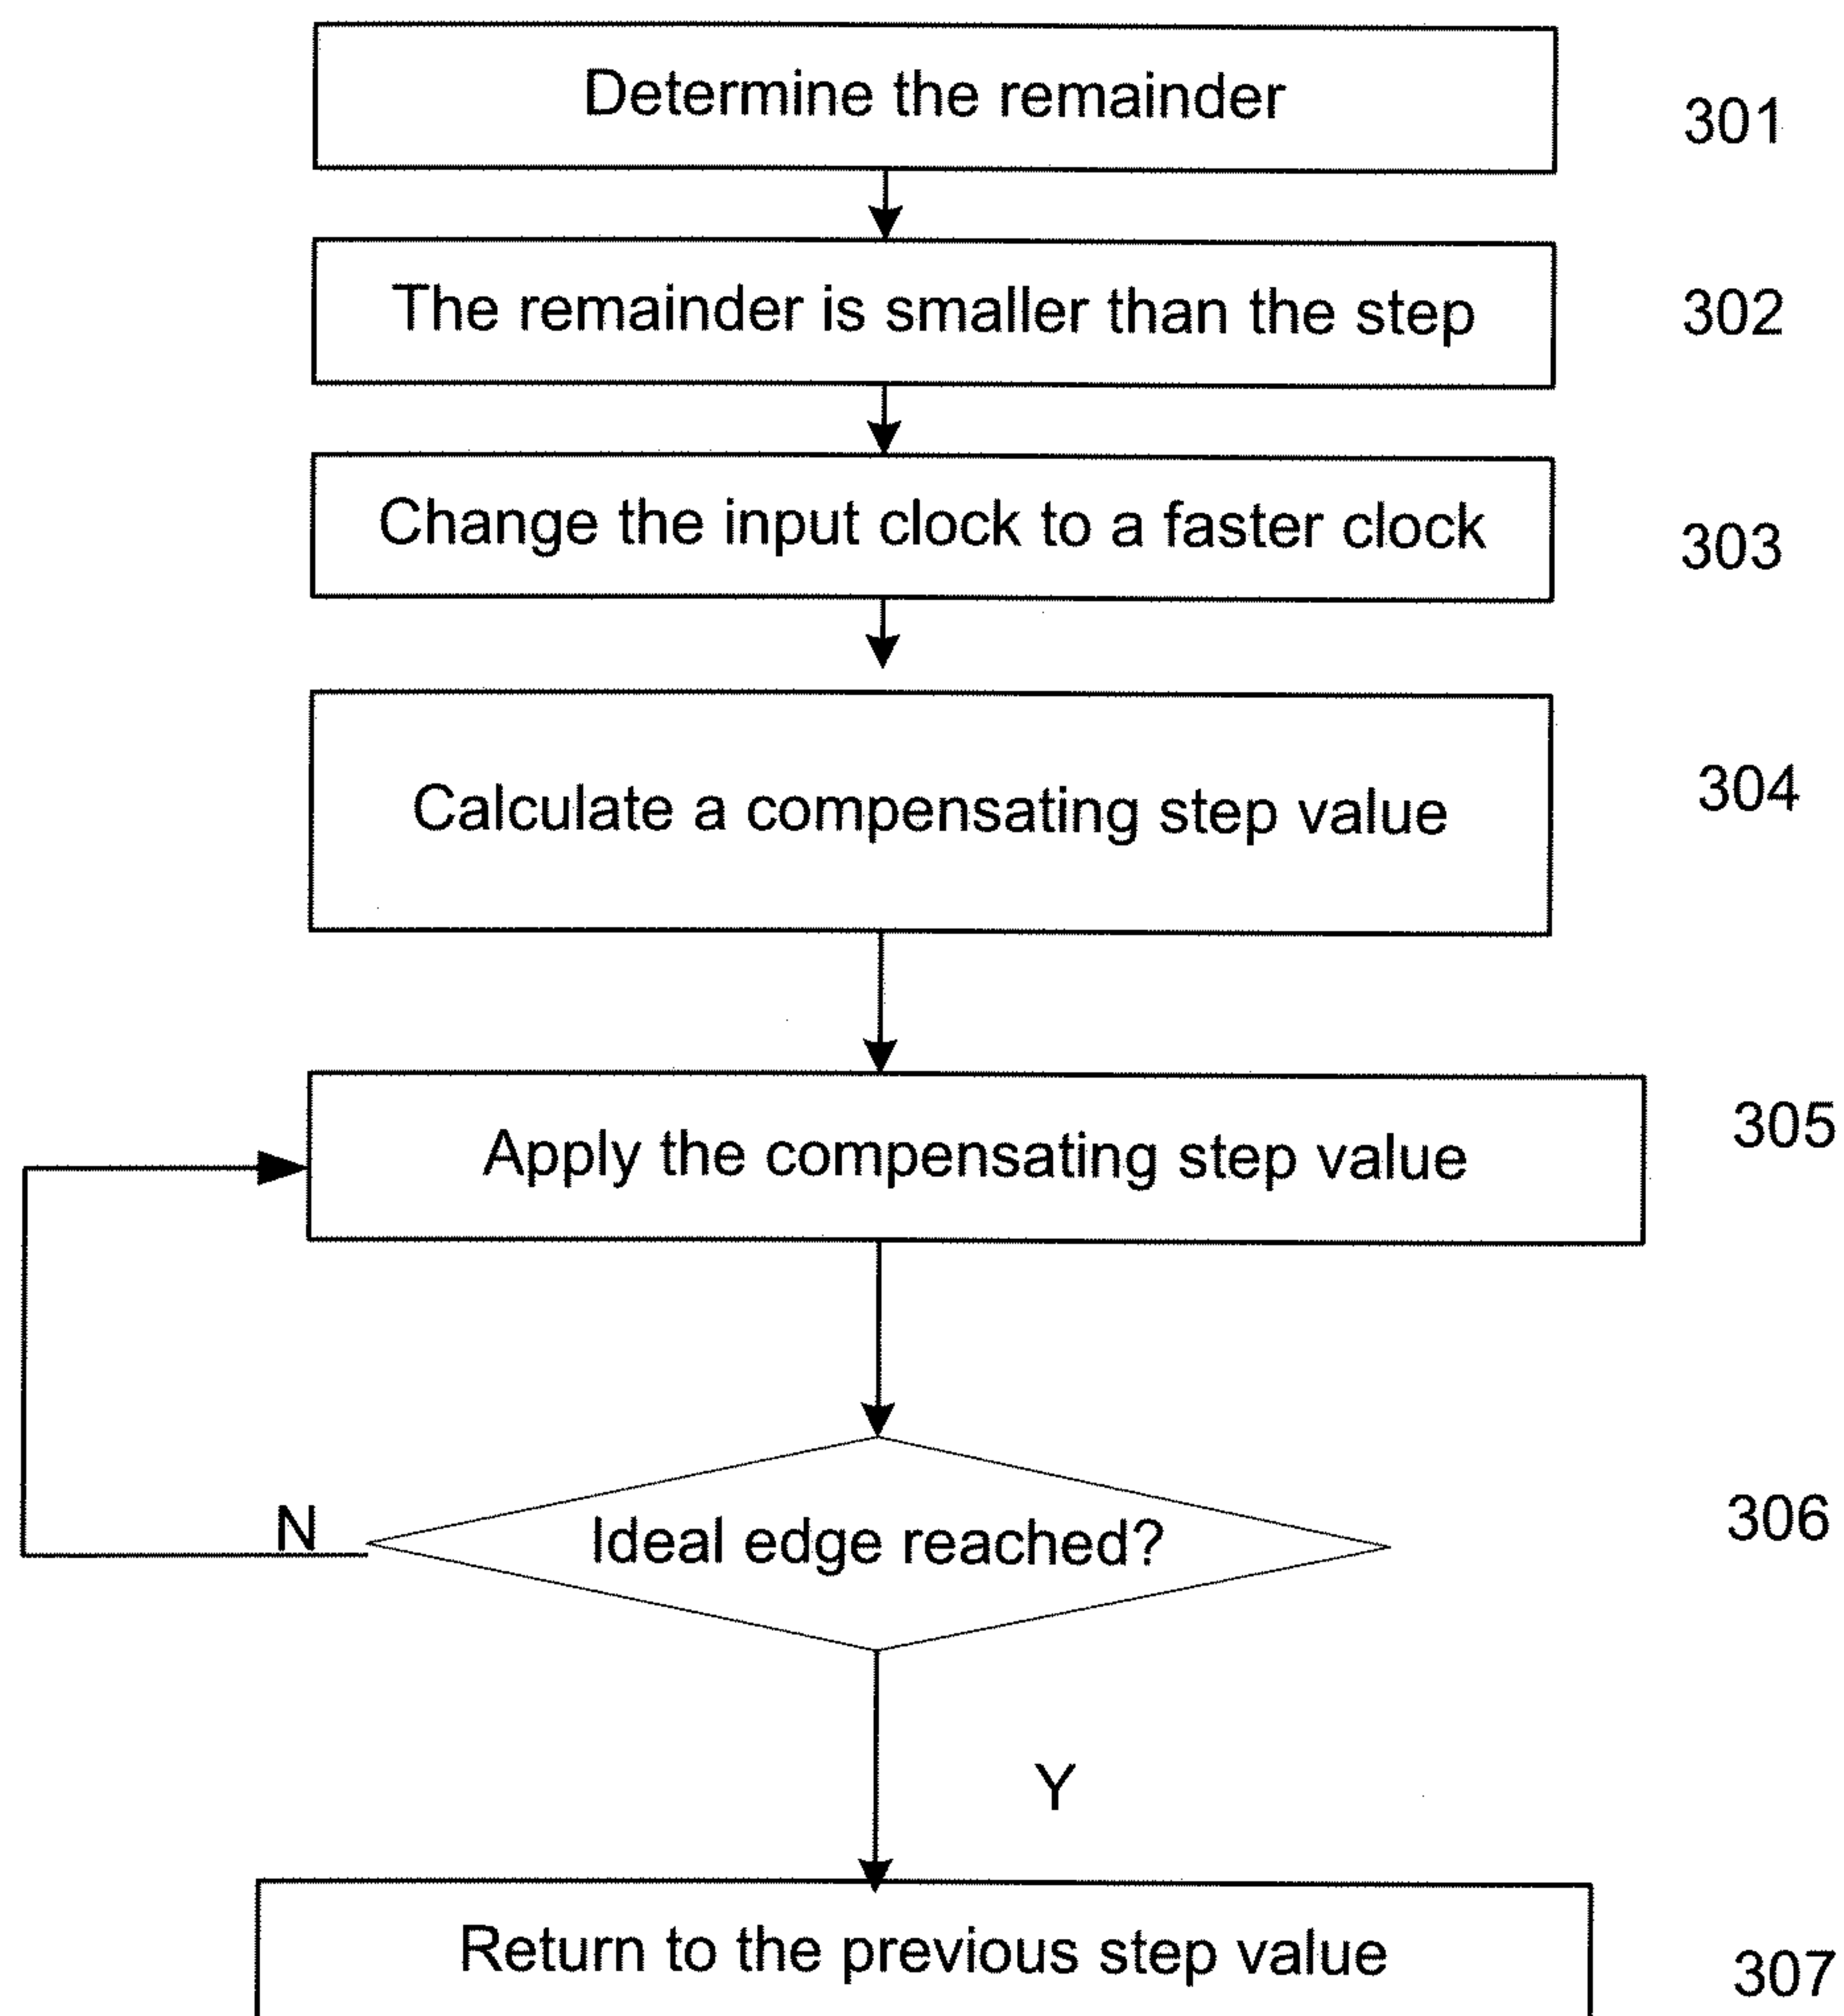 Determine the remainder
301
The remainder is smaller than the step
302
Change the input clock to a faster clock
303
Calculate a compensating step value
304
Apply the compensating step value
305
N
Ideal edge reached?
306
Y
Return to the previous step value
307